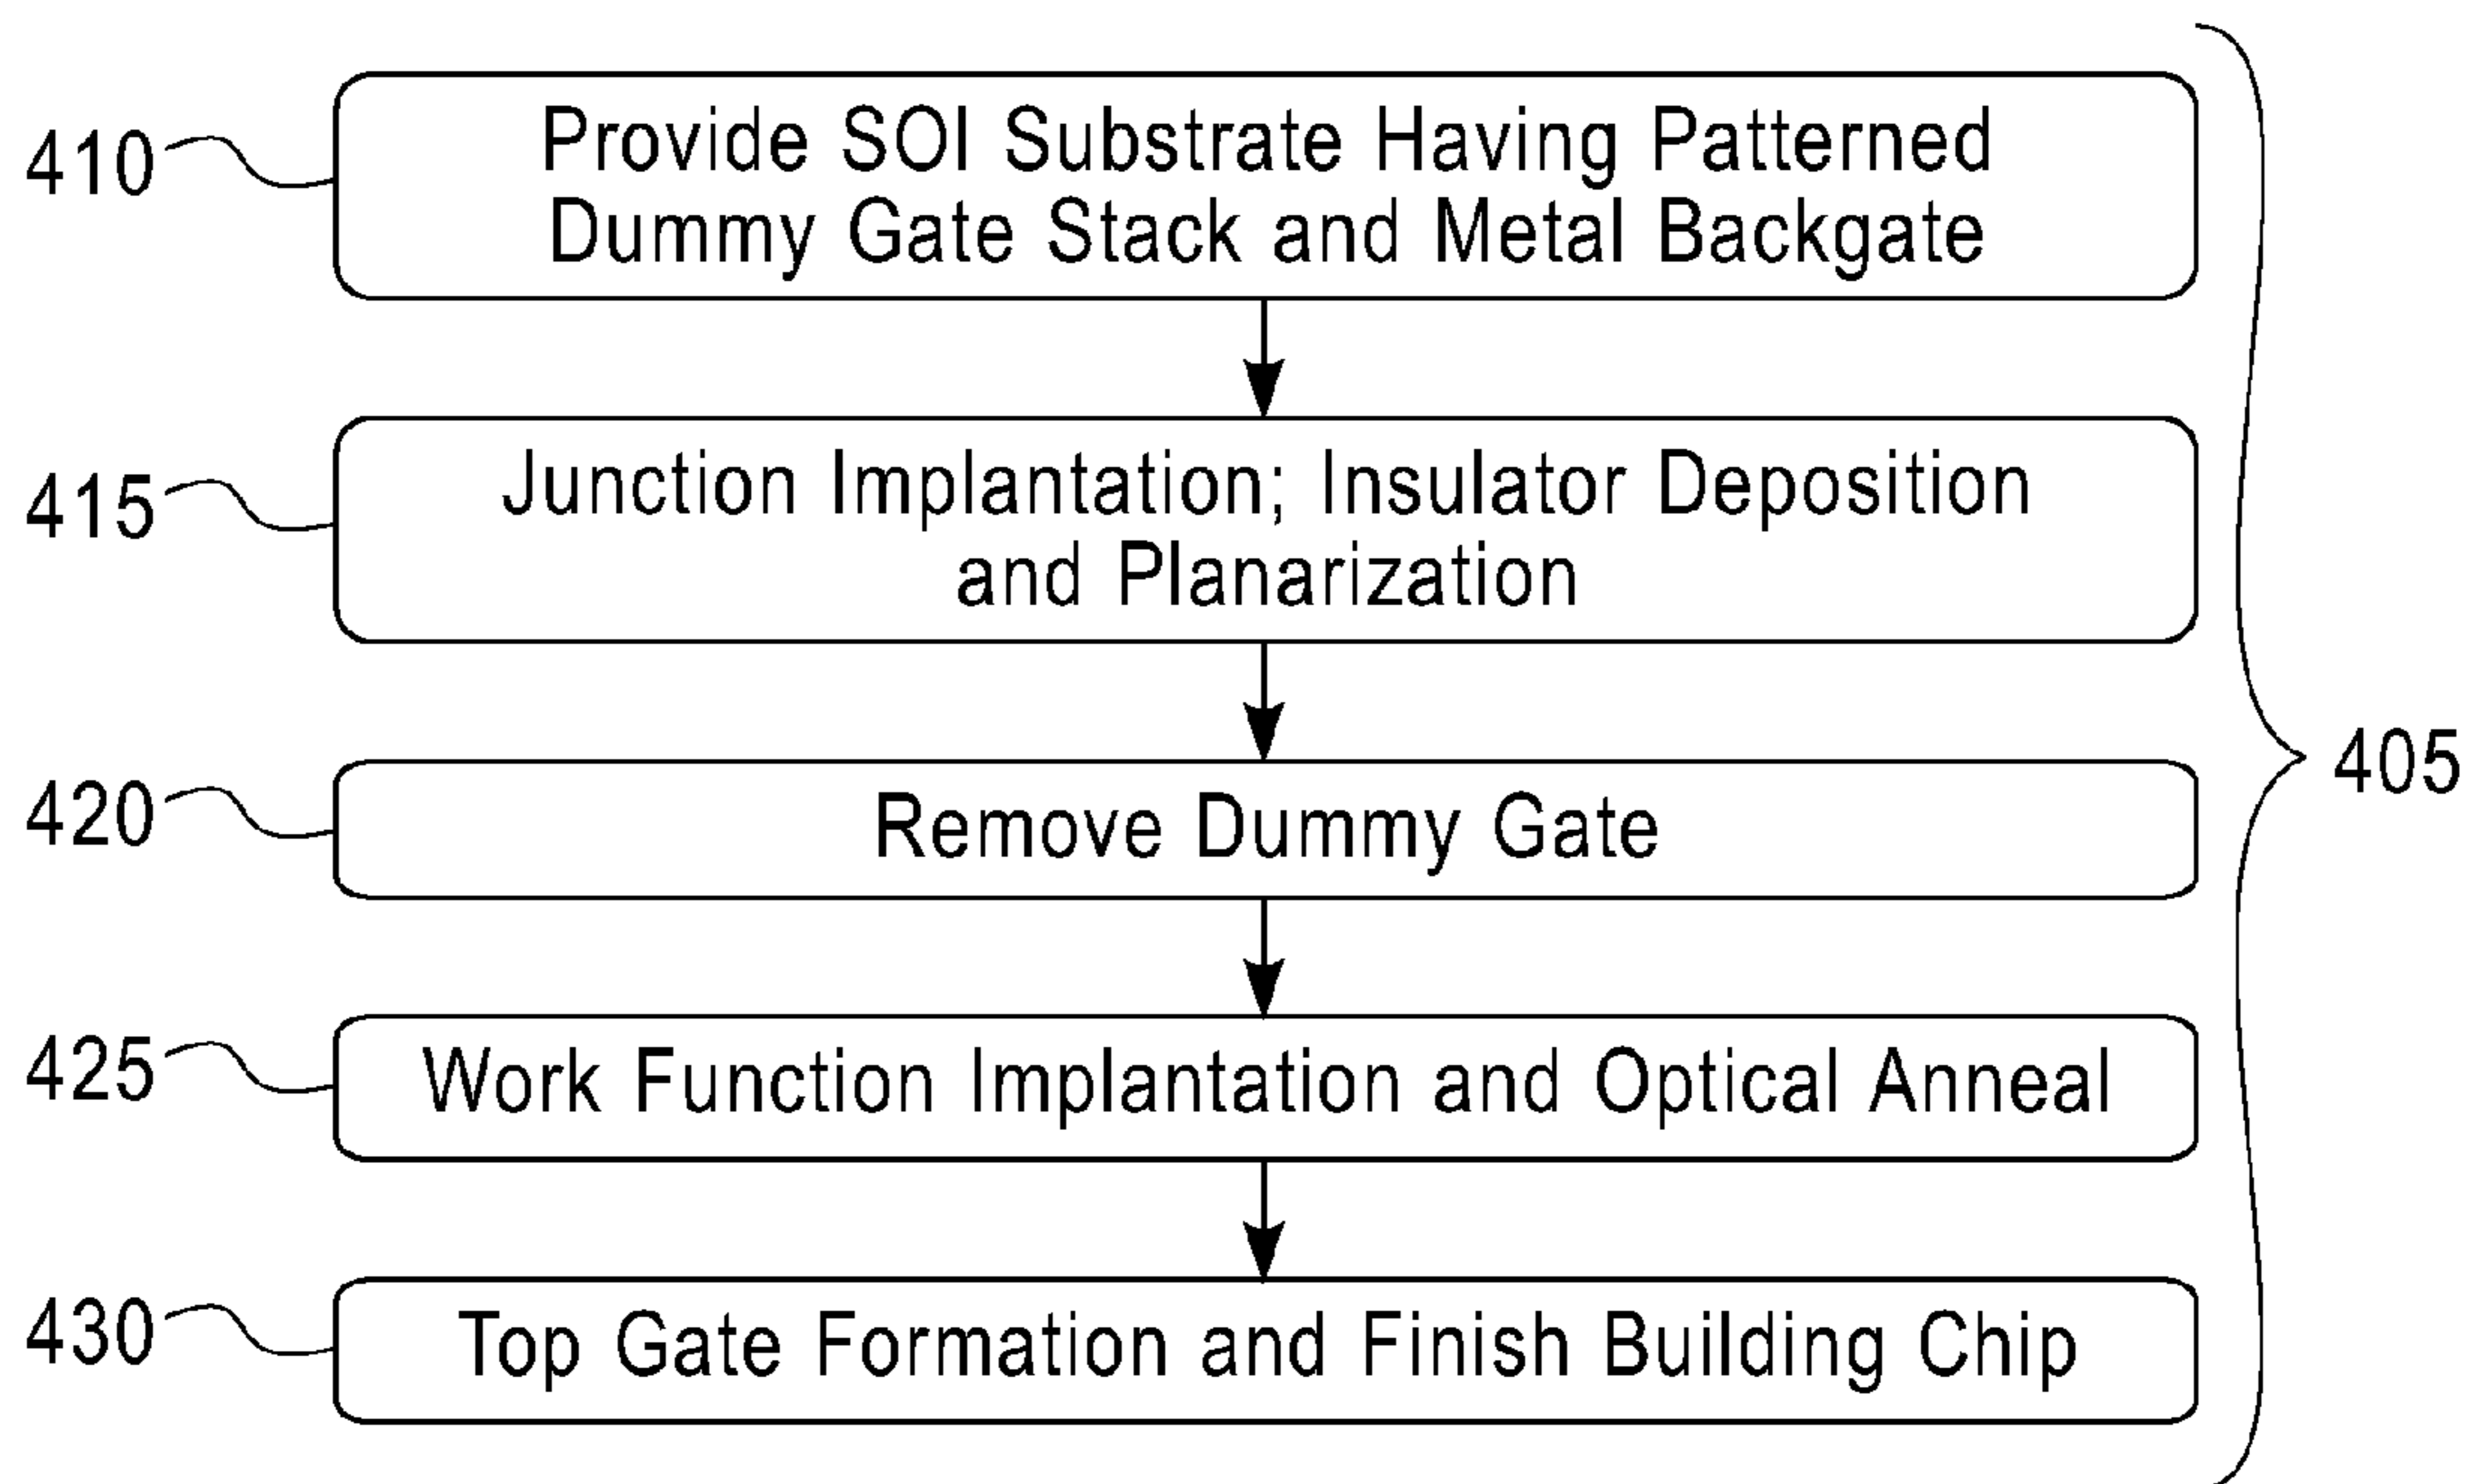 410
Provide SOI Substrate Having Patterned
Dummy Gate Stack and Metal Backgate
415
Junction Implantation; Insulator Deposition
and Planarization
405
420
Remove Dummy Gate
425
Work Function Implantation and Optical Anneal
430
Top Gate Formation and Finish Building Chip